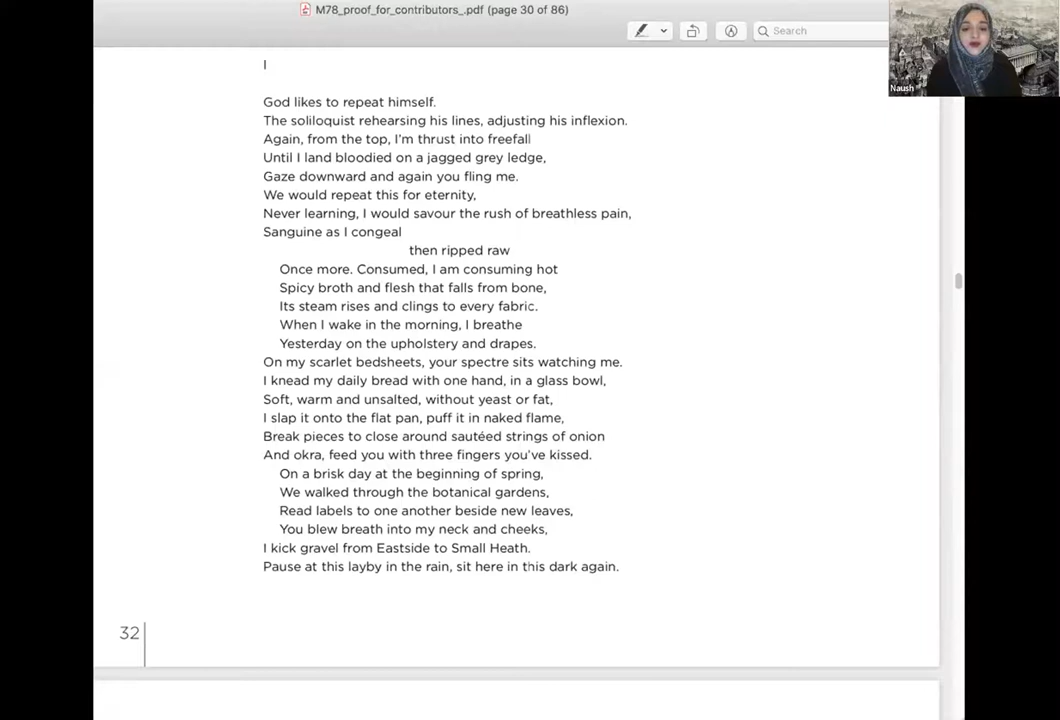 M78_proof_for_contributors_.pdf (page 30 of 86)
Search
Naush
I
God likes to repeat himself.
The soliloquist rehearsing his lines, adjusting his inflexion.
Again, from the top, I'm thrust into freefall
Until I land bloodied on a jagged grey ledge,
Gaze downward and again you fling me.
We would repeat this for eternity,
Never learning, I would savour the rush of breathless pain,
Sanguine as I congeal
then ripped raw
Once more. Consumed, I am consuming hot
Spicy broth and flesh that falls from bone,
Its steam rises and clings to every fabric.
When I wake in the morning, I breathe
Yesterday on the upholstery and drapes.
On my scarlet bedsheets, your spectre sits watching me.
I knead my daily bread with one hand, in a glass bowl,
Soft, warm and unsalted, without yeast or fat,
I slap it onto the flat pan, puff it in naked flame,
Break pieces to close around sautéed strings of onion
And okra, feed you with three fingers you've kissed.
On a brisk day at the beginning of spring,
We walked through the botanical gardens,
Read labels to one another beside new leaves,
You blew breath into my neck and cheeks,
I kick gravel from Eastside to Small Heath.
Pause at this layby in the rain, sit here in this dark again.
32